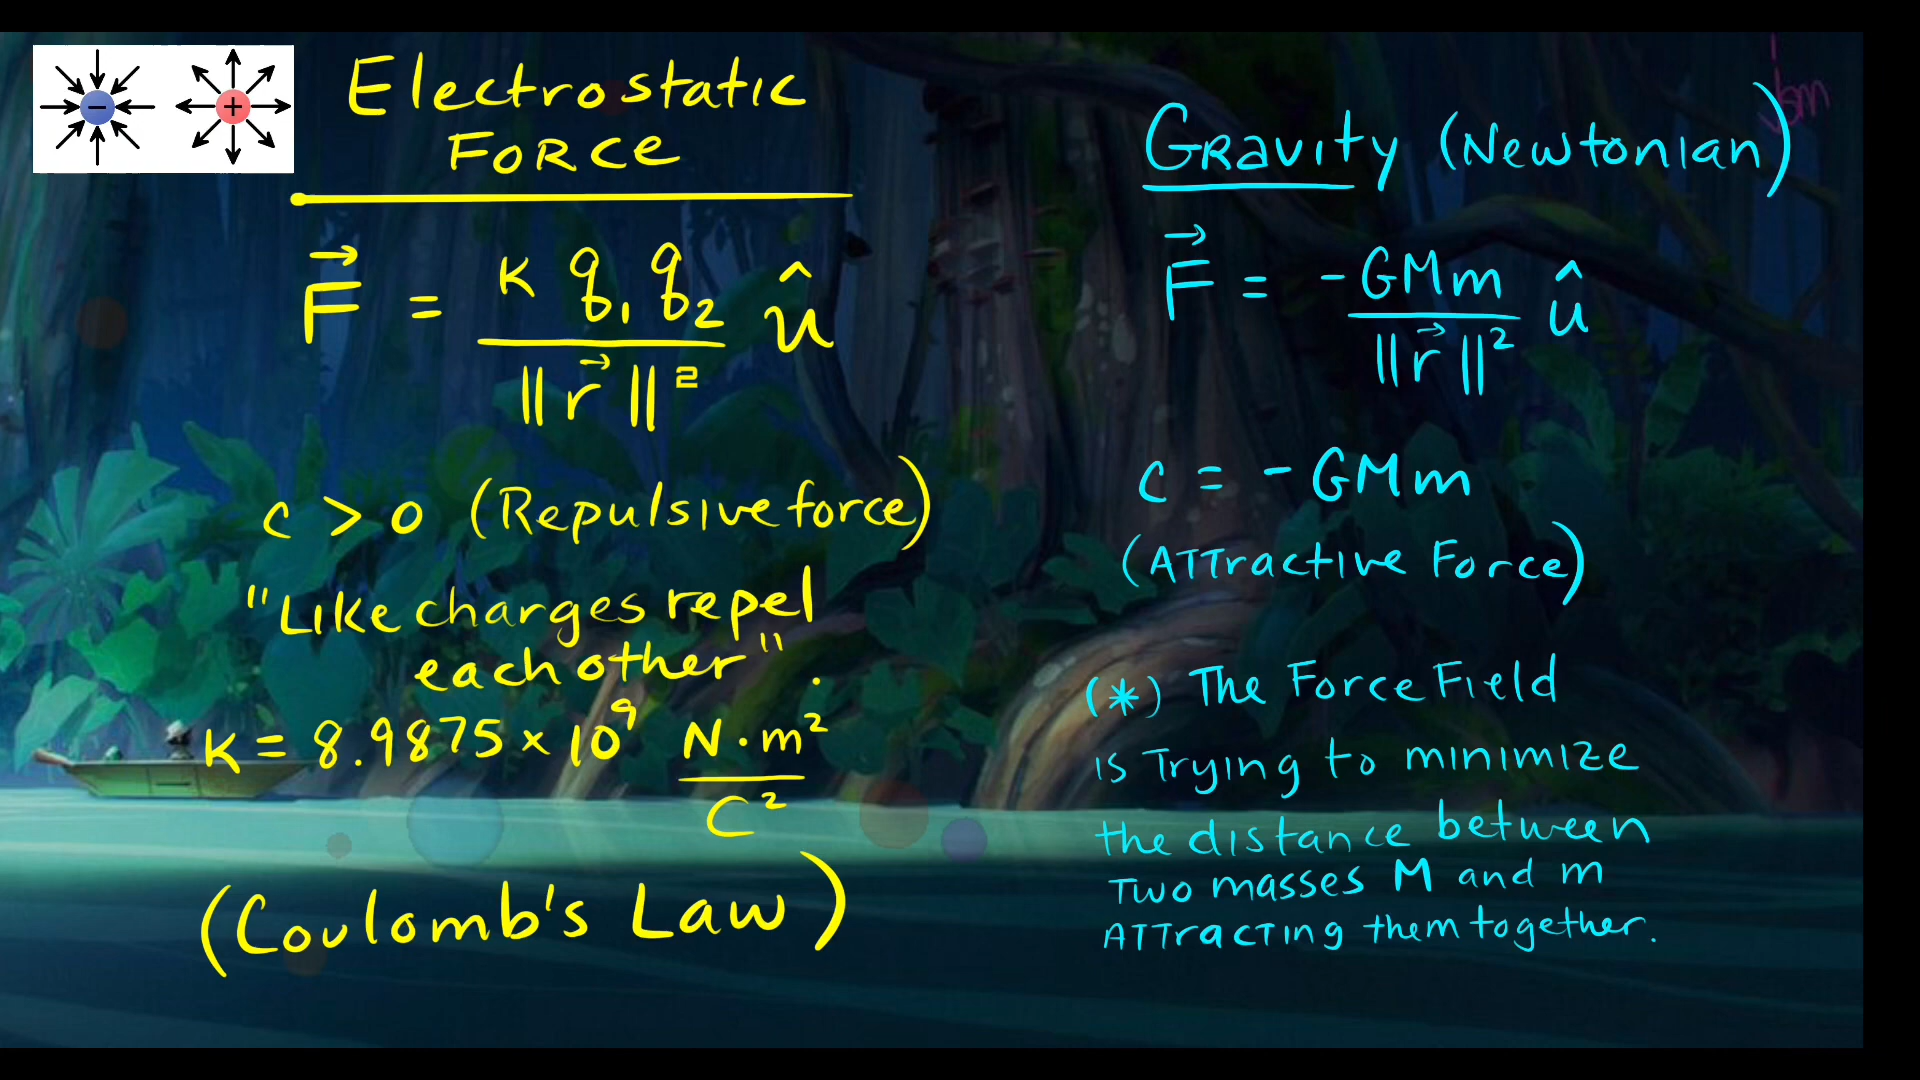 − +
Electrostatic
Force
F⃗ = K q₁ q₂ / ||r⃗||² û
c > 0 (Repulsive force)
"Like charges repel
each other".
K = 8.9875 × 10⁹ N·m² / C²
(Coulomb's Law)
Gravity (Newtonian)
F⃗ = -GMm / ||r⃗||² û
c = -GMm
(Attractive Force)
(*) The Force Field
is Trying to minimize
the distance between
Two masses M and m
Attracting them together.